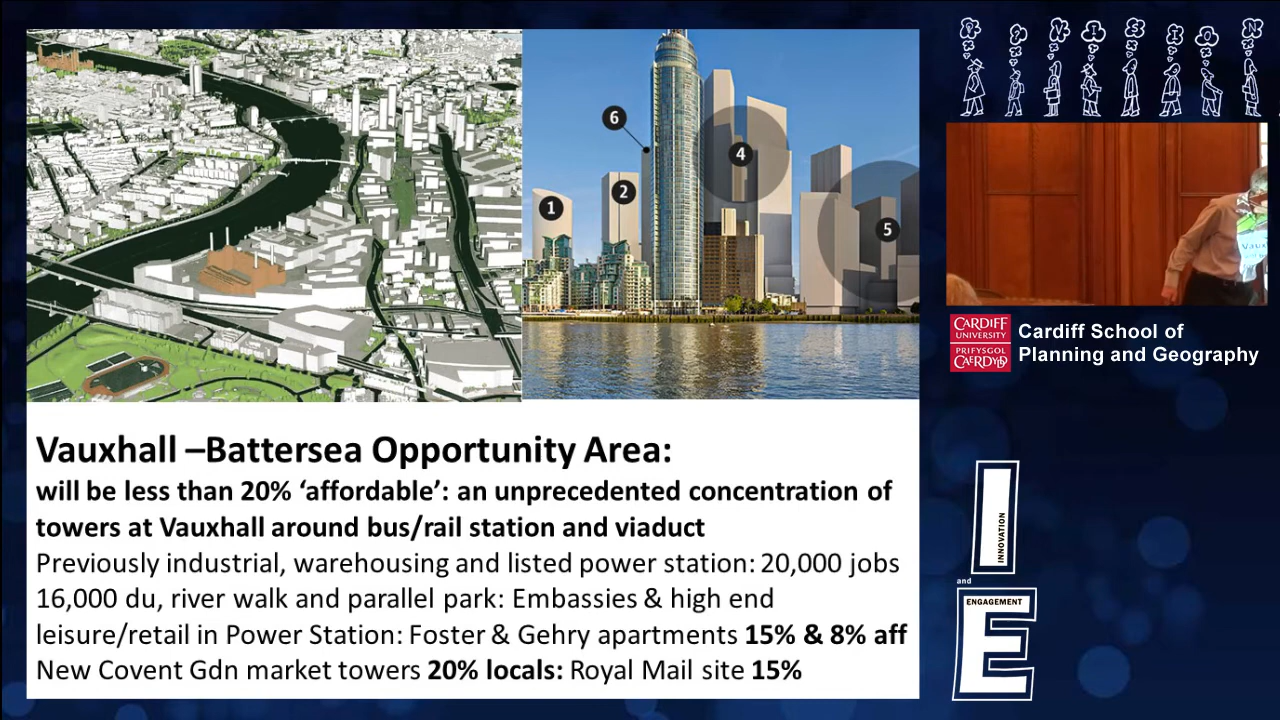 6
4
2
1
5
Vauxhall –Battersea Opportunity Area:
will be less than 20% ‘affordable’: an unprecedented concentration of
towers at Vauxhall around bus/rail station and viaduct
Previously industrial, warehousing and listed power station: 20,000 jobs
16,000 du, river walk and parallel park: Embassies & high end
leisure/retail in Power Station: Foster & Gehry apartments 15% & 8% aff
New Covent Gdn market towers 20% locals: Royal Mail site 15%
CARDIFF
UNIVERSITY
PRIFYSGOL
CAERDYDD
Cardiff School of
Planning and Geography
INNOVATION
I
and
ENGAGEMENT
E